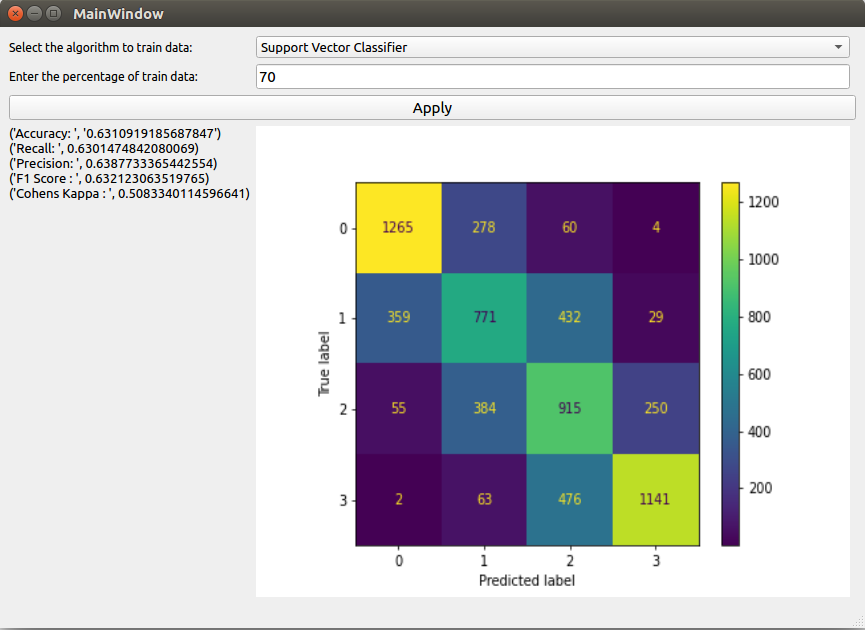 MainWindow
Select the algorithm to train data:
Support Vector Classifier
Enter the percentage of train data:
70
Apply
('Accuracy: ', '0.6310919185687847')
('Recall: ', 0.6301474842080069)
('Precision: ', 0.6387733365442554)
('F1 Score : ', 0.632123063519765)
('Cohens Kappa : ', 0.5083340114596641)
0 1265 278 60 4
1 359 771 432 29
2 55 384 915 250
3 2 63 476 1141
0 1 2 3
True label
Predicted label
1200
1000
800
600
400
200